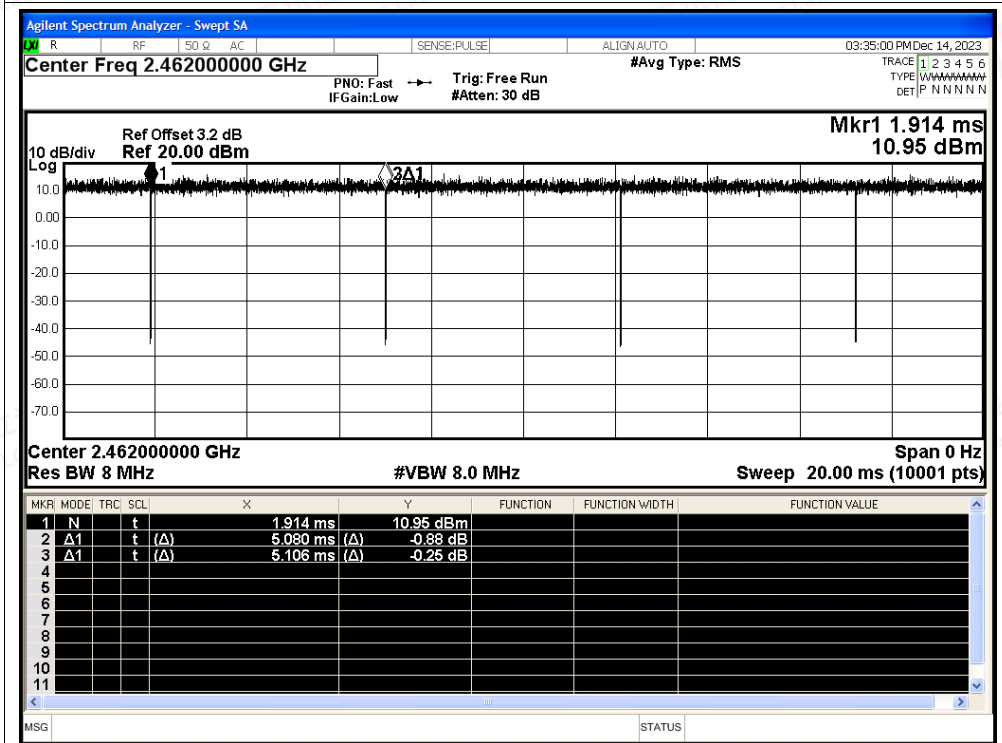 Agilent Spectrum Analyzer - Swept SA
LXI R RF 50 Ω AC SENSE:PULSE ALIGN AUTO 03:35:00 PM Dec 14, 2023
Center Freq 2.462000000 GHz #Avg Type: RMS TRACE 1 2 3 4 5 6
PNO: Fast Trig: Free Run TYPE WWWWWW
IFGain:Low #Atten: 30 dB DET P N N N N N
Mkr1 1.914 ms
Ref Offset 3.2 dB
10 dB/div Ref 20.00 dBm 10.95 dBm
Log
1 3Δ1
10.0
0.00
-10.0
-20.0
-30.0
-40.0
-50.0
-60.0
-70.0
Center 2.462000000 GHz Span 0 Hz
Res BW 8 MHz #VBW 8.0 MHz Sweep 20.00 ms (10001 pts)
MKR MODE TRC SCL X Y FUNCTION FUNCTION WIDTH FUNCTION VALUE
1 N t 1.914 ms 10.95 dBm
2 Δ1 t (Δ) 5.080 ms (Δ) -0.88 dB
3 Δ1 t (Δ) 5.106 ms (Δ) -0.25 dB
4
5
6
7
8
9
10
11
MSG STATUS